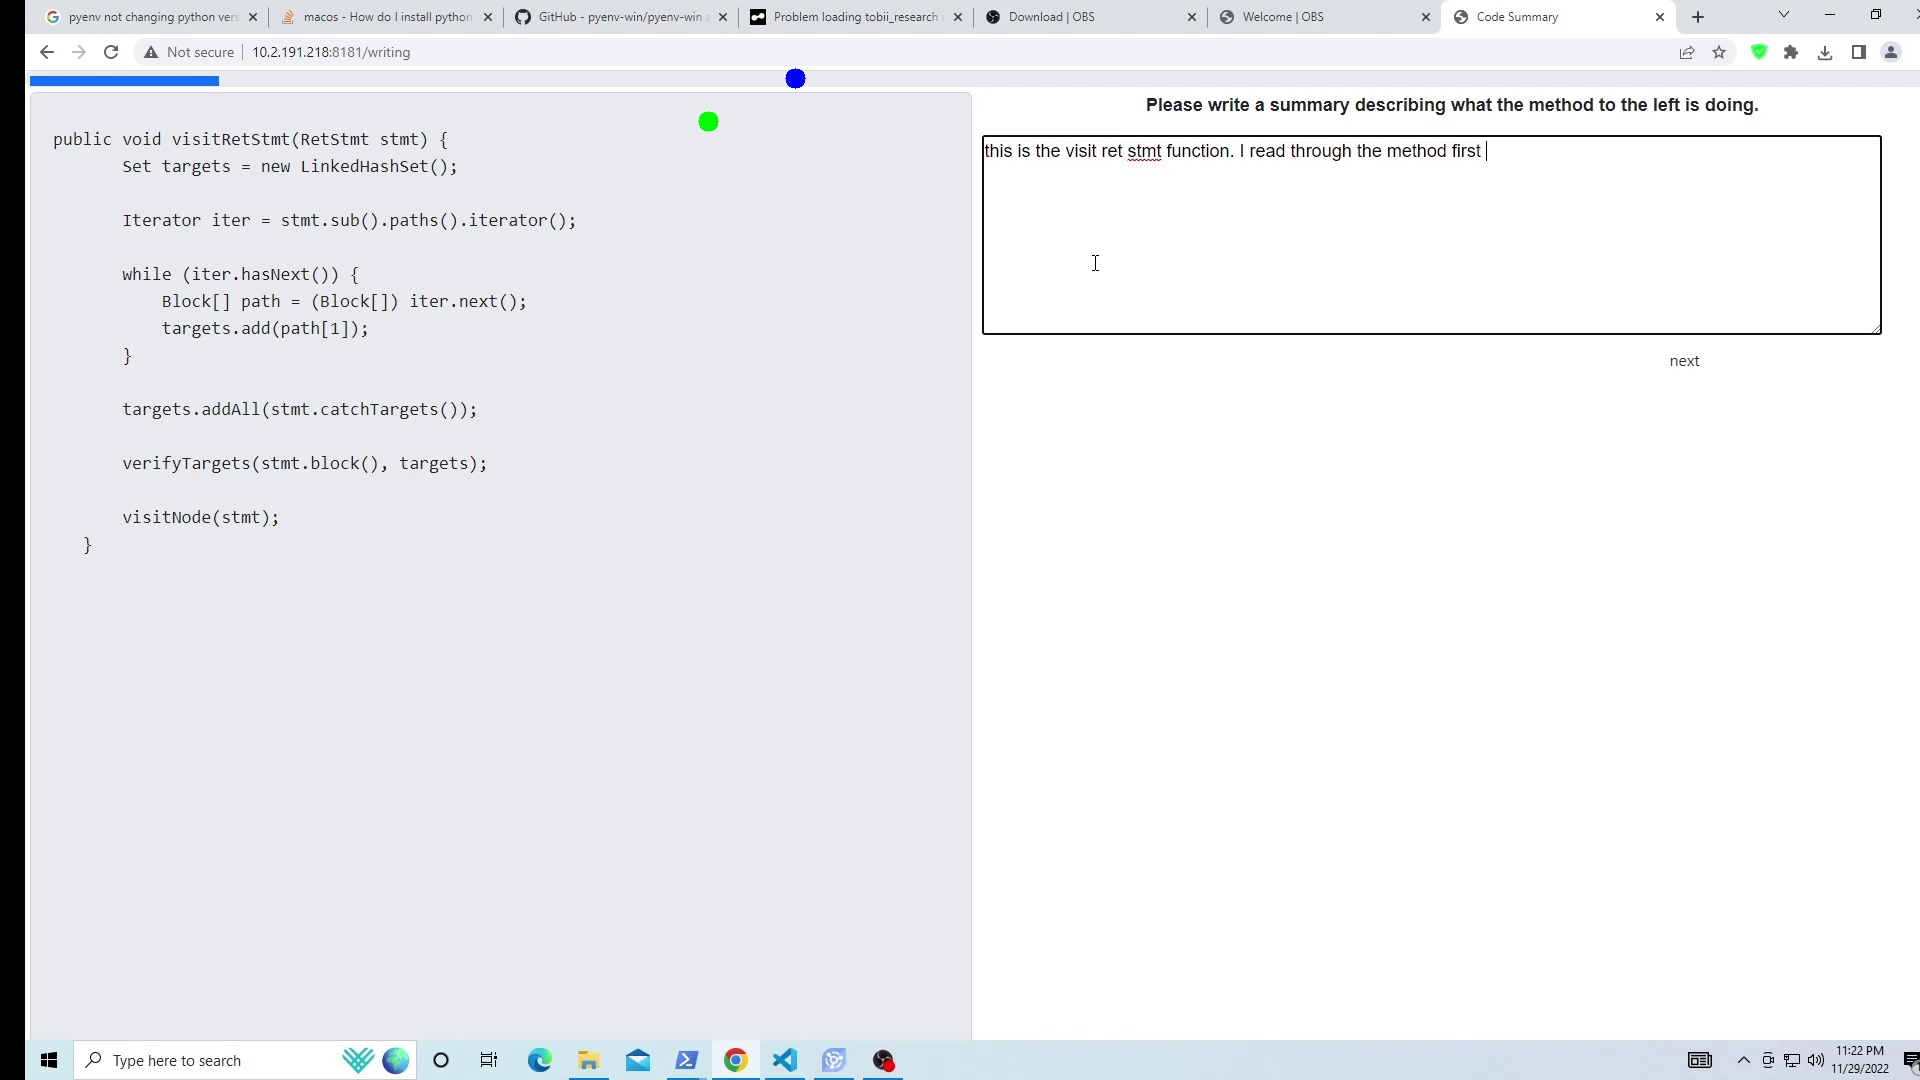 pyenv not changing python vers
macos - How do I install python
GitHub - pyenv-win/pyenv-win a
Problem loading tobii_research
Download | OBS
Welcome | OBS
Code Summary
Not secure
10.2.191.218:8181/writing
Please write a summary describing what the method to the left is doing.
public void visitRetStmt(RetStmt stmt) {
Set targets = new LinkedHashSet();
Iterator iter = stmt.sub().paths().iterator();
while (iter.hasNext()) {
Block[] path = (Block[]) iter.next();
targets.add(path[1]);
}
targets.addAll(stmt.catchTargets());
verifyTargets(stmt.block(), targets);
visitNode(stmt);
}
this is the visit ret stmt function. I read through the method first
next
Type here to search
11:22 PM
11/29/2022